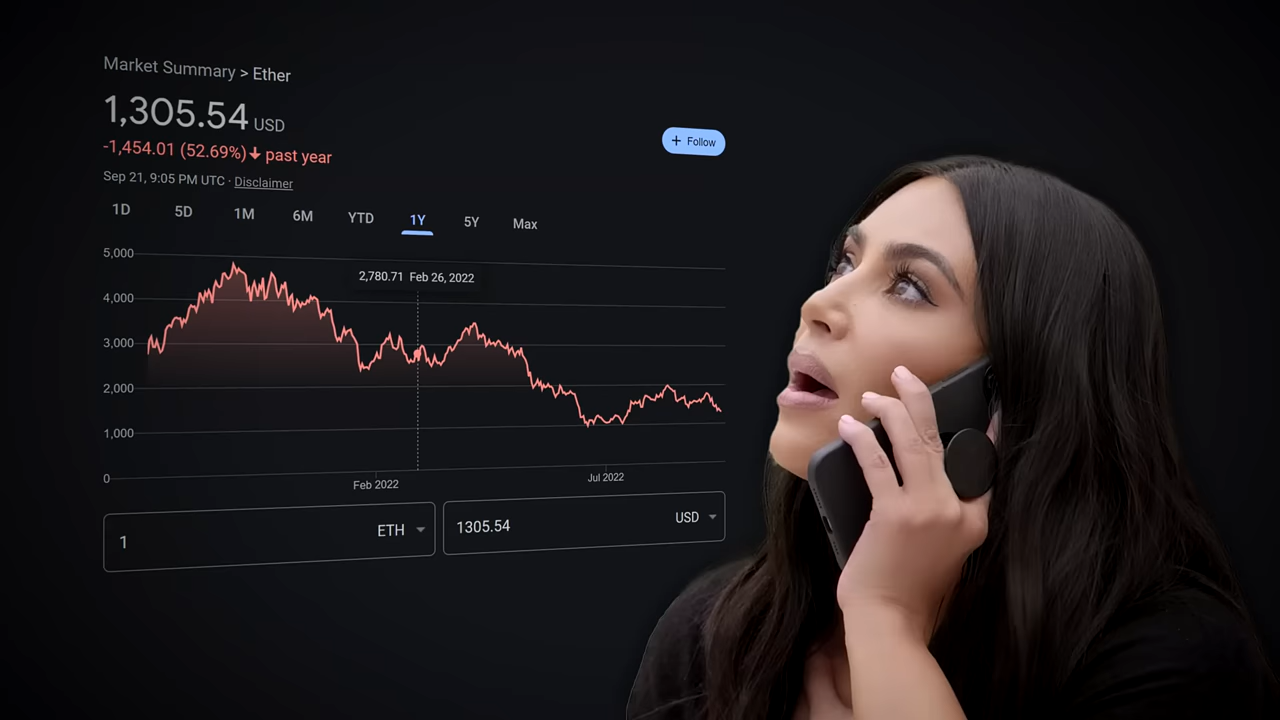 Market Summary > Ether
1,305.54 USD
+ Follow
-1,454.01 (52.69%)↓ past year
Sep 21, 9:05 PM UTC · Disclaimer
1D 5D 1M 6M YTD 1Y 5Y Max
5,000
2,780.71 Feb 26, 2022
4,000
3,000
2,000
1,000
0
Feb 2022 Jul 2022
1 ETH 1305.54 USD